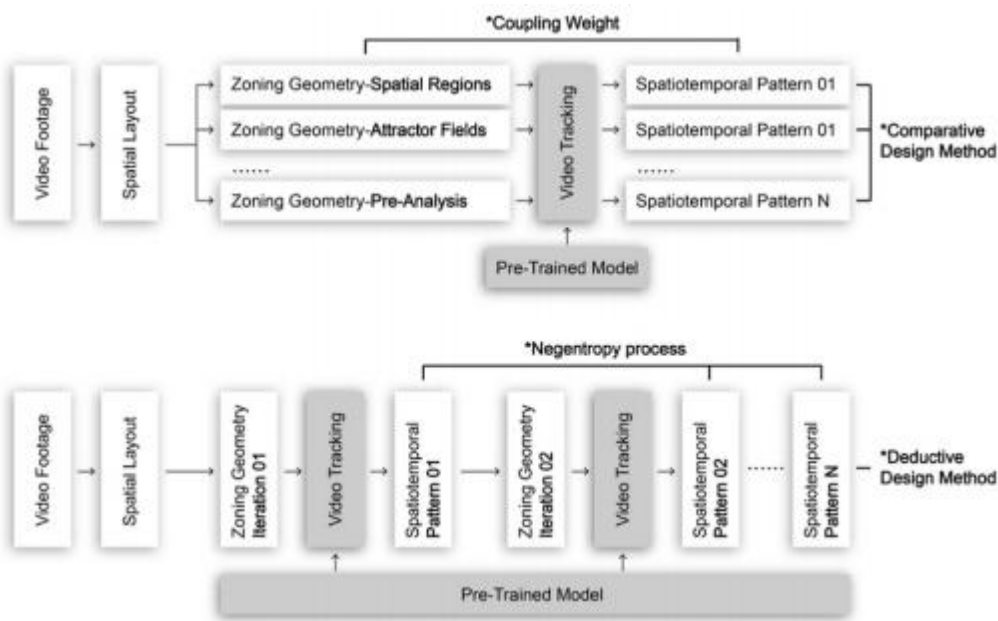 *Coupling Weight
Video Footage
Spatial Layout
Zoning Geometry-Spatial Regions
Zoning Geometry-Attractor Fields
......
Zoning Geometry-Pre-Analysis
Video Tracking
Spatiotemporal Pattern 01
Spatiotemporal Pattern 01
......
Spatiotemporal Pattern N
*Comparative
Design Method
Pre-Trained Model
*Negentropy process
Video Footage
Spatial Layout
Zoning Geometry
Iteration 01
Video Tracking
Spatiotemporal
Pattern 01
Zoning Geometry
Iteration 02
Video Tracking
Spatiotemporal
Pattern 02
......
Spatiotemporal
Pattern N
*Deductive
Design Method
Pre-Trained Model